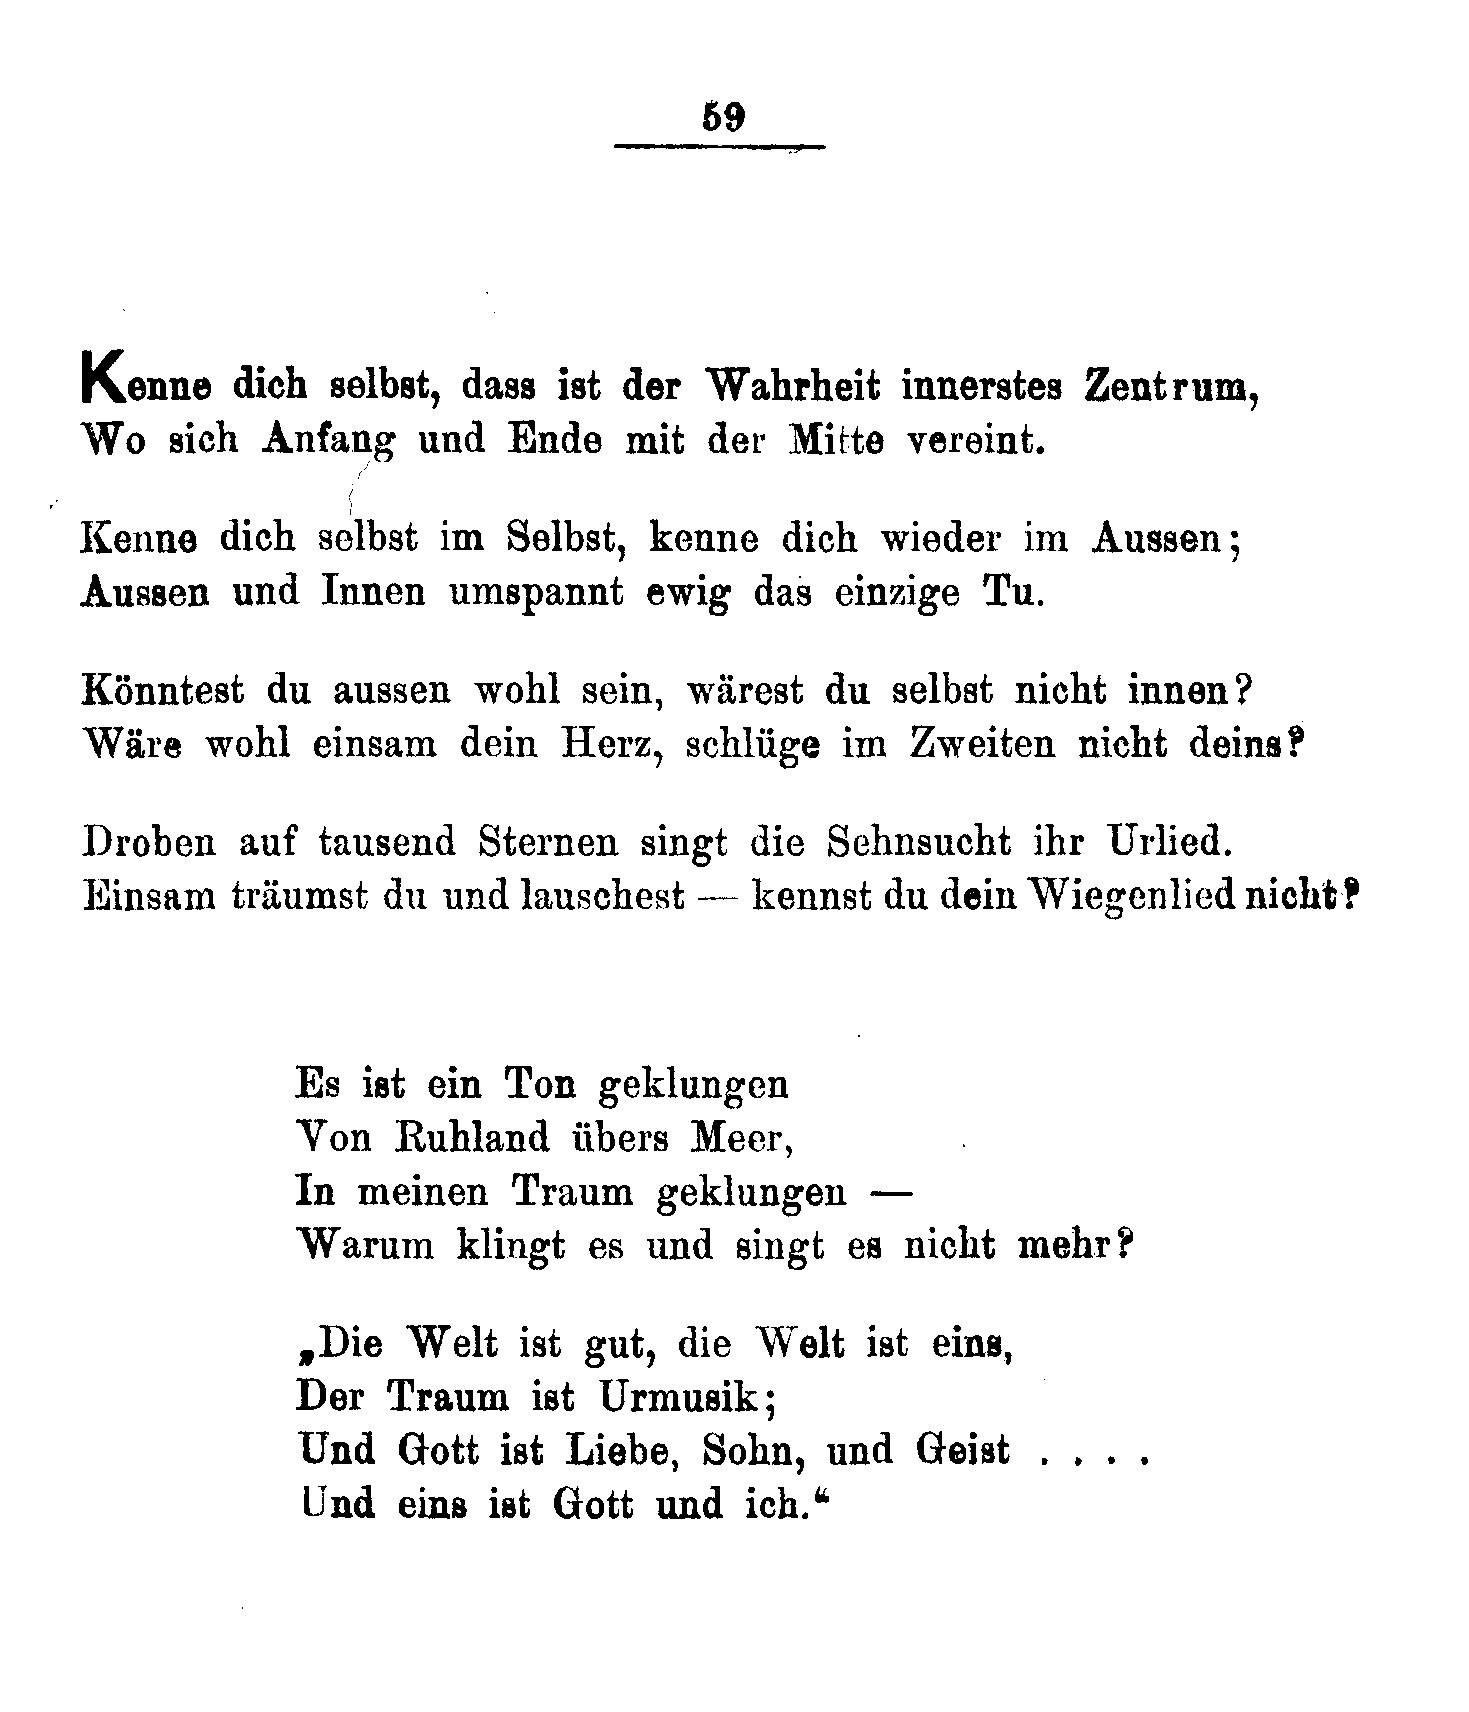 59
Kenne dich selbst, dass ist der Wahrheit innerstes Zentrum,
Wo sich Anfang und Ende mit der Mitte vereint.
Kenne dich selbst im Selbst, kenne dich wieder im Aussen;
Aussen und Innen umspannt ewig das einzige Tu.
Könntest du aussen wohl sein, wärest du selbst nicht innen?
Wäre wohl einsam dein Herz, schlüge im Zweiten nicht deins?
Droben auf tausend Sternen singt die Sehnsucht ihr Urlied.
Einsam träumst du und lauschest — kennst du dein Wiegenlied nicht?
Es ist ein Ton geklungen
Von Ruhland übers Meer,
In meinen Traum geklungen —
Warum klingt es und singt es nicht mehr?
„Die Welt ist gut, die Welt ist eins,
Der Traum ist Urmusik;
Und Gott ist Liebe, Sohn, und Geist . . . .
Und eins ist Gott und ich.“